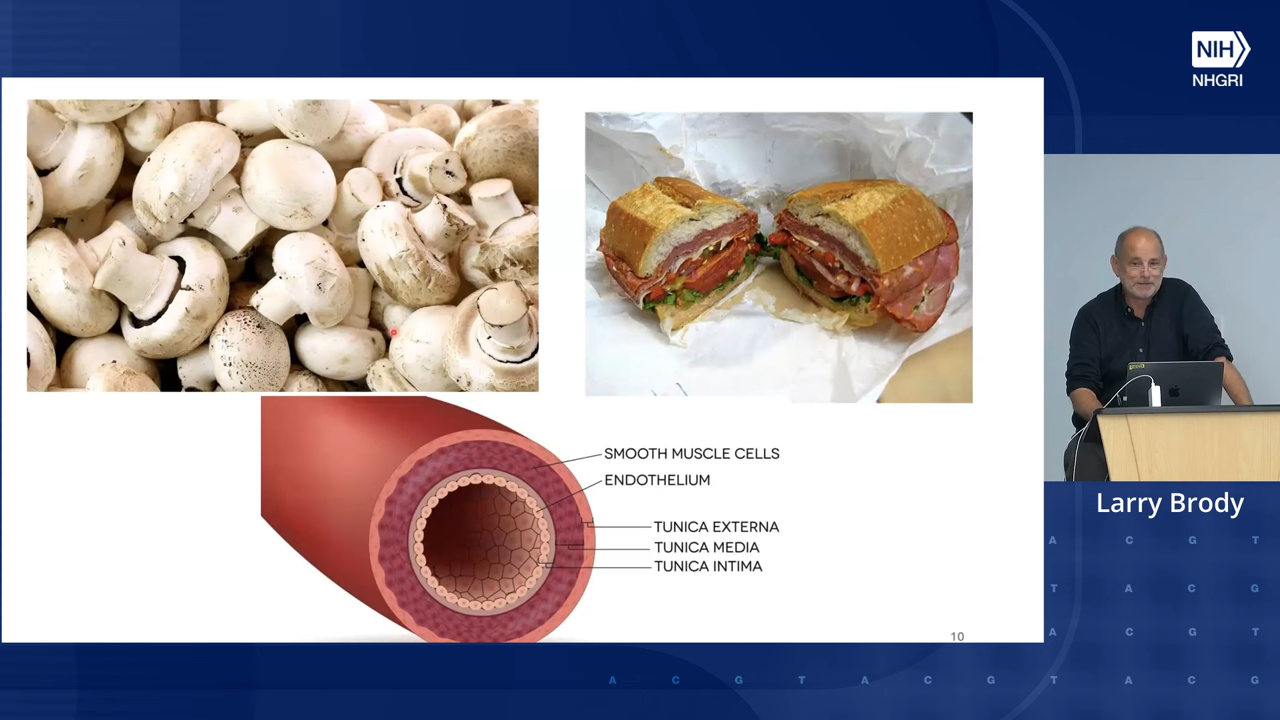 NIH
NHGRI
SMOOTH MUSCLE CELLS
ENDOTHELIUM
TUNICA EXTERNA
TUNICA MEDIA
TUNICA INTIMA
10
Larry Brody
A C G T
T A C G
A C G T
A C G T A C G T A C G